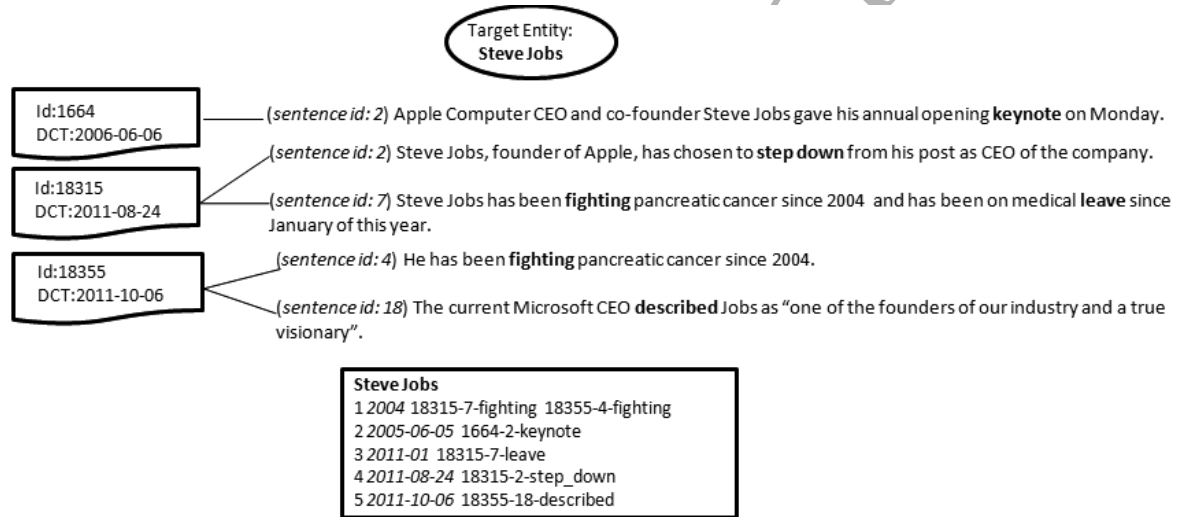 Target Entity:
Steve Jobs
Id:1664
DCT:2006-06-06
(sentence id: 2) Apple Computer CEO and co-founder Steve Jobs gave his annual opening keynote on Monday.
(sentence id: 2) Steve Jobs, founder of Apple, has chosen to step down from his post as CEO of the company.
Id:18315
DCT:2011-08-24
(sentence id: 7) Steve Jobs has been fighting pancreatic cancer since 2004 and has been on medical leave since
January of this year.
Id:18355
DCT:2011-10-06
(sentence id: 4) He has been fighting pancreatic cancer since 2004.
(sentence id: 18) The current Microsoft CEO described Jobs as “one of the founders of our industry and a true
visionary”.
Steve Jobs
1 2004 18315-7-fighting 18355-4-fighting
2 2005-06-05 1664-2-keynote
3 2011-01 18315-7-leave
4 2011-08-24 18315-2-step_down
5 2011-10-06 18355-18-described